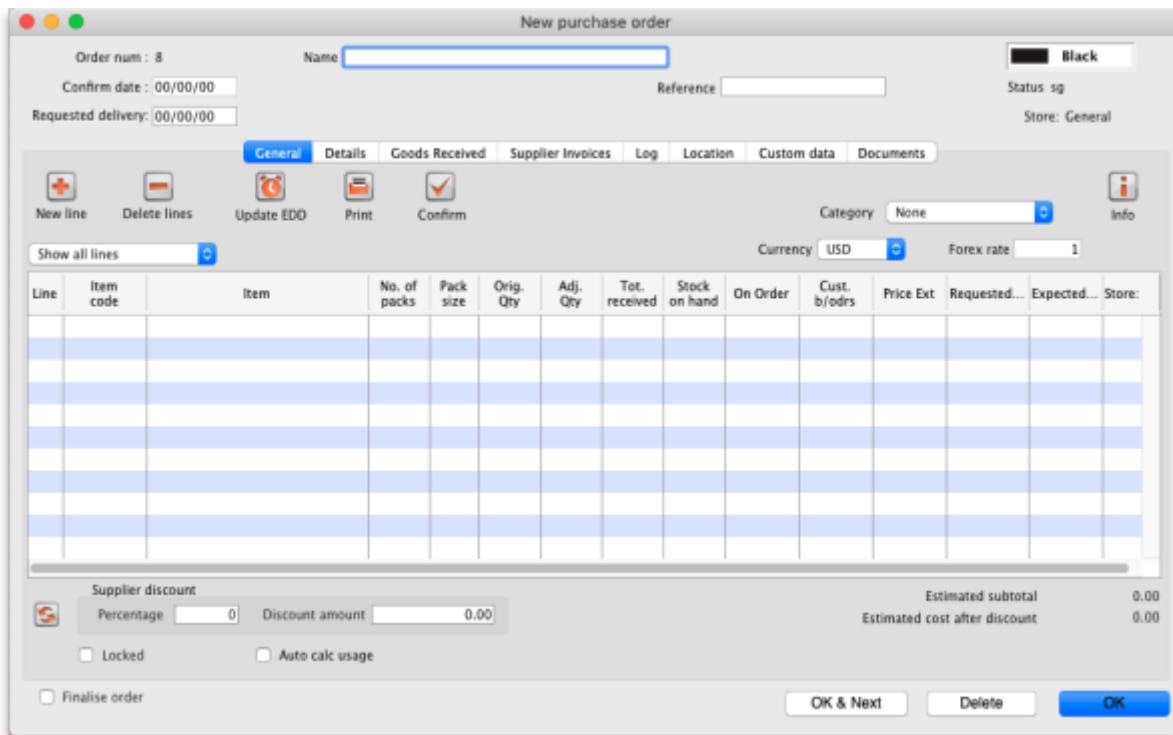 New purchase order
Order num : 8
Name
Black
Confirm date : 00/00/00
Reference
Status sg
Requested delivery: 00/00/00
Store: General
General Details Goods Received Supplier Invoices Log Location Custom data Documents
New line Delete lines Update EDD Print Confirm
Category None
Info
Show all lines
Currency USD
Forex rate 1
Line Item code Item No. of packs Pack size Orig. Qty Adj. Qty Tot. received Stock on hand On Order Cust. b/odrs Price Ext Requested... Expected... Store:
Supplier discount
Percentage 0 Discount amount 0.00
Estimated subtotal 0.00
Estimated cost after discount 0.00
Locked Auto calc usage
Finalise order
OK & Next Delete OK